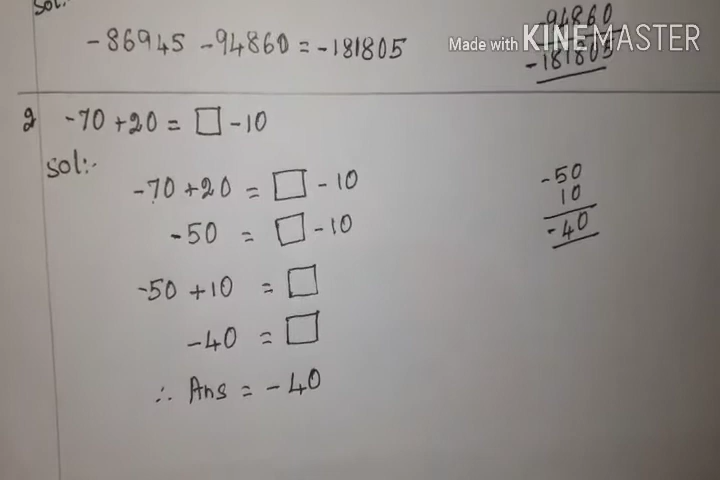 Sol:-
-94860
-86945 -94860 = -181805
-181805
Made with KINEMASTER
2 -70 +20 = □ -10
Sol:-
-70 +20 = □ - 10
-50
10
-40
-50 = □ - 10
-50 +10 = □
-40 = □
∴ Ans = - 40